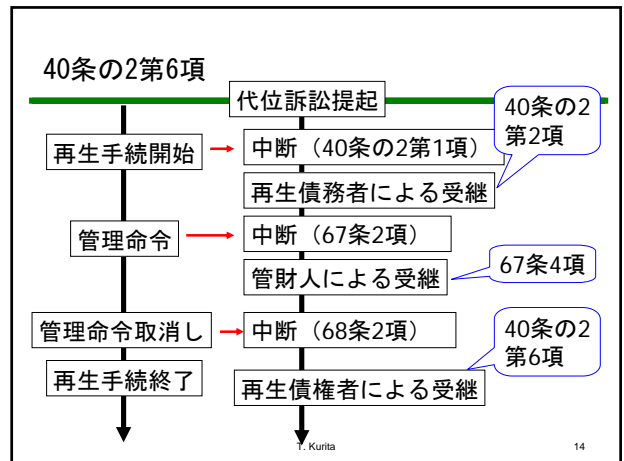 40条の2第6項
代位訴訟提起
40条の2
第2項
再生手続開始
中断（40条の2第1項）
再生債務者による受継
管理命令
中断（67条2項）
管財人による受継
67条4項
管理命令取消し
中断（68条2項）
40条の2
第6項
再生手続終了
再生債権者による受継
T. Kurita
14